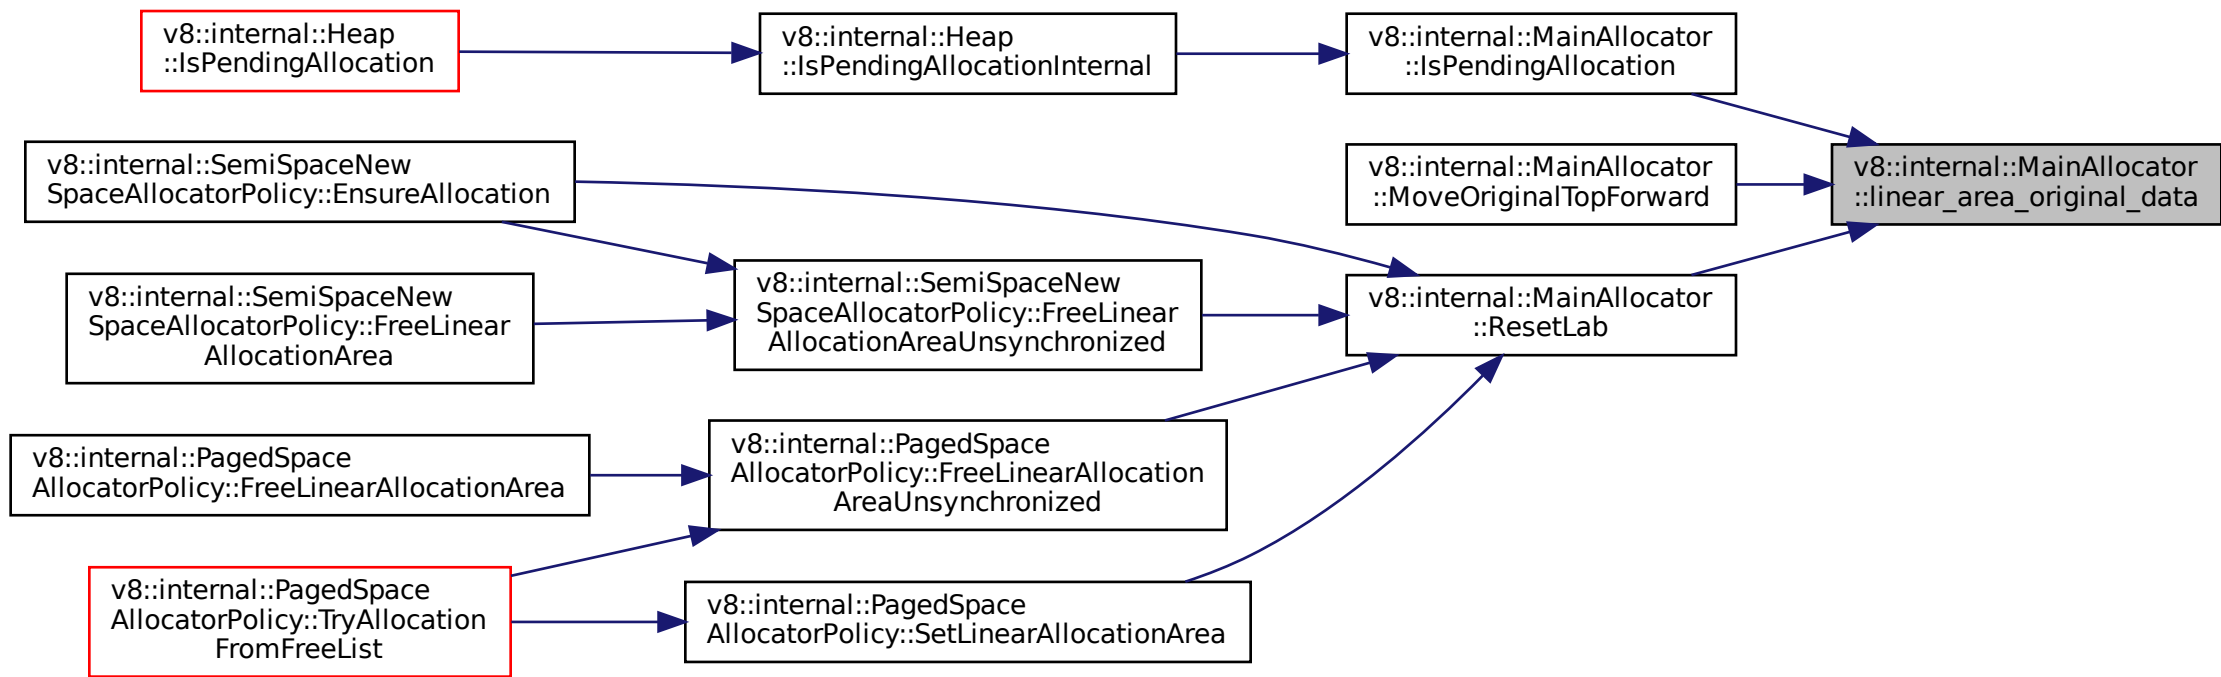 v8::internal::Heap
::IsPendingAllocation
v8::internal::Heap
::IsPendingAllocationInternal
v8::internal::MainAllocator
::IsPendingAllocation
v8::internal::SemiSpaceNew
SpaceAllocatorPolicy::EnsureAllocation
v8::internal::MainAllocator
::MoveOriginalTopForward
v8::internal::MainAllocator
::linear_area_original_data
v8::internal::SemiSpaceNew
SpaceAllocatorPolicy::FreeLinear
AllocationArea
v8::internal::SemiSpaceNew
SpaceAllocatorPolicy::FreeLinear
AllocationAreaUnsynchronized
v8::internal::MainAllocator
::ResetLab
v8::internal::PagedSpace
AllocatorPolicy::FreeLinearAllocationArea
v8::internal::PagedSpace
AllocatorPolicy::FreeLinearAllocation
AreaUnsynchronized
v8::internal::PagedSpace
AllocatorPolicy::TryAllocation
FromFreeList
v8::internal::PagedSpace
AllocatorPolicy::SetLinearAllocationArea